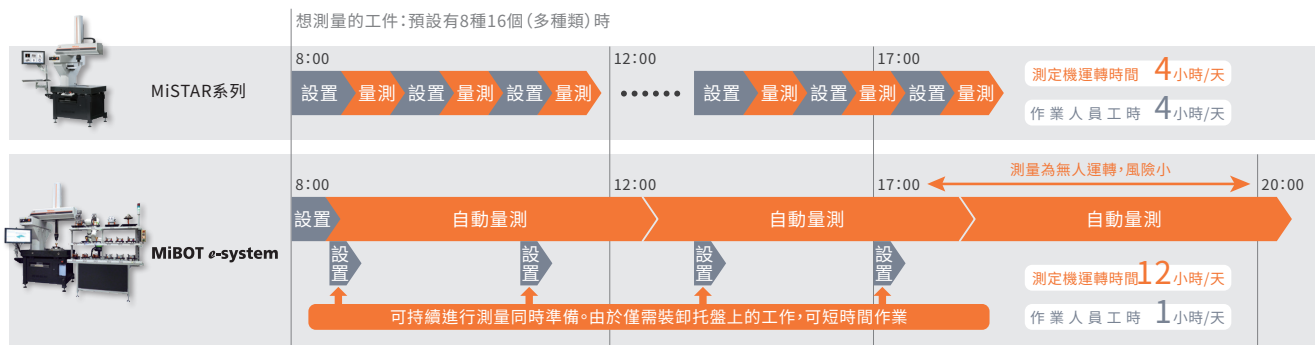 想測量的工件：預設有8種16個（多種類）時
8：00
12：00
17：00
MiSTAR系列
設置 量測 設置 量測 設置 量測 •••••• 設置 量測 設置 量測 設置 量測
測定機運轉時間 4小時/天
作業人員工時 4小時/天
測量為無人運轉，風險小
8：00
12：00
17：00
20：00
設置 自動量測 自動量測 自動量測
MiBOT e-system
設置 設置 設置 設置
測定機運轉時間12小時/天
可持續進行測量同時準備。由於僅需裝卸托盤上的工作，可短時間作業
作業人員工時 1小時/天